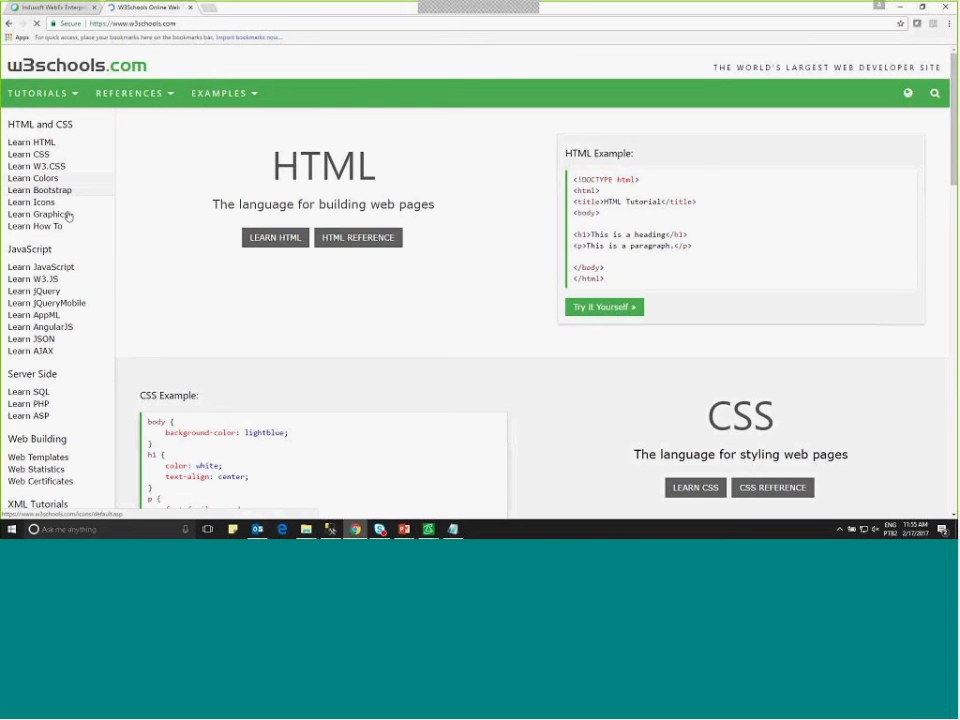 Indusoft WebEx Enterpri
W3Schools Online Web
Secure | https://www.w3schools.com
Apps For quick access, place your bookmarks here on the bookmarks bar. Import bookmarks now...
w3schools.com
THE WORLD'S LARGEST WEB DEVELOPER SITE
TUTORIALS REFERENCES EXAMPLES
HTML and CSS
Learn HTML
Learn CSS
Learn W3.CSS
Learn Colors
Learn Bootstrap
Learn Icons
Learn Graphics
Learn How To
JavaScript
Learn JavaScript
Learn W3.JS
Learn jQuery
Learn jQueryMobile
Learn AppML
Learn AngularJS
Learn JSON
Learn AJAX
Server Side
Learn SQL
Learn PHP
Learn ASP
Web Building
Web Templates
Web Statistics
Web Certificates
XML Tutorials
HTML
The language for building web pages
LEARN HTML HTML REFERENCE
HTML Example:
<!DOCTYPE html>
<html>
<title>HTML Tutorial</title>
<body>
<h1>This is a heading</h1>
<p>This is a paragraph.</p>
</body>
</html>
Try it Yourself »
CSS Example:
body {
background-color: lightblue;
}
h1 {
color: white;
text-align: center;
}
p {
CSS
The language for styling web pages
LEARN CSS CSS REFERENCE
https://www.w3schools.com/icons/default.asp
Ask me anything
ENG 11:55 AM
PTB2 2/17/2017